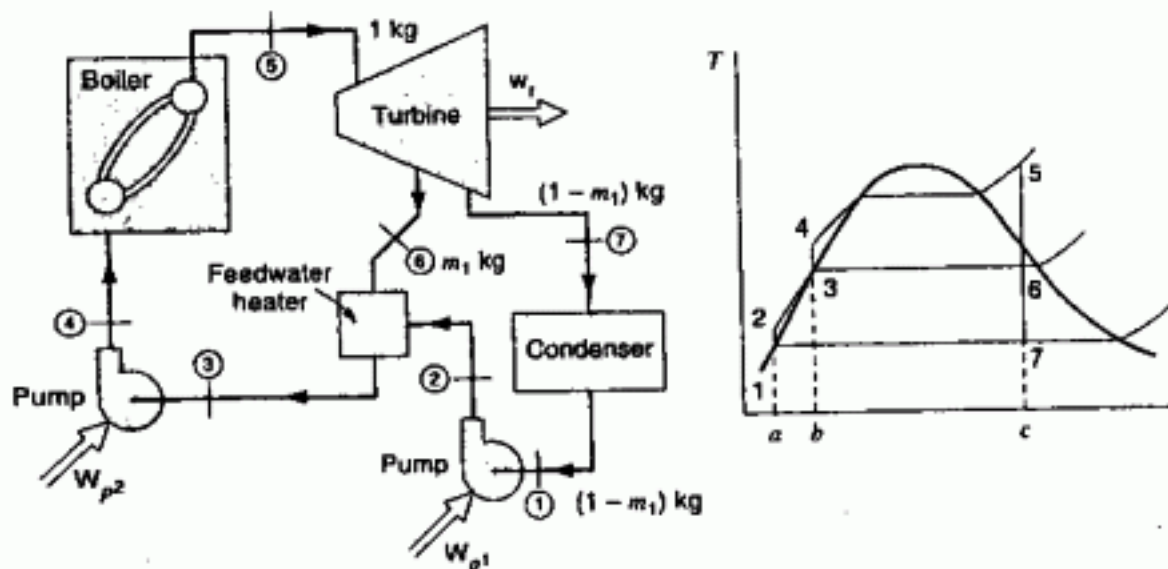 Boiler
⑤
1 kg
Turbine
w_t
(1 − m₁) kg
⑦
⑥ m₁ kg
Feedwater
heater
④
Pump
③
②
Condenser
W_p2
Pump
①
(1 − m₁) kg
T
5
4
3
6
2
7
1
a
b
c